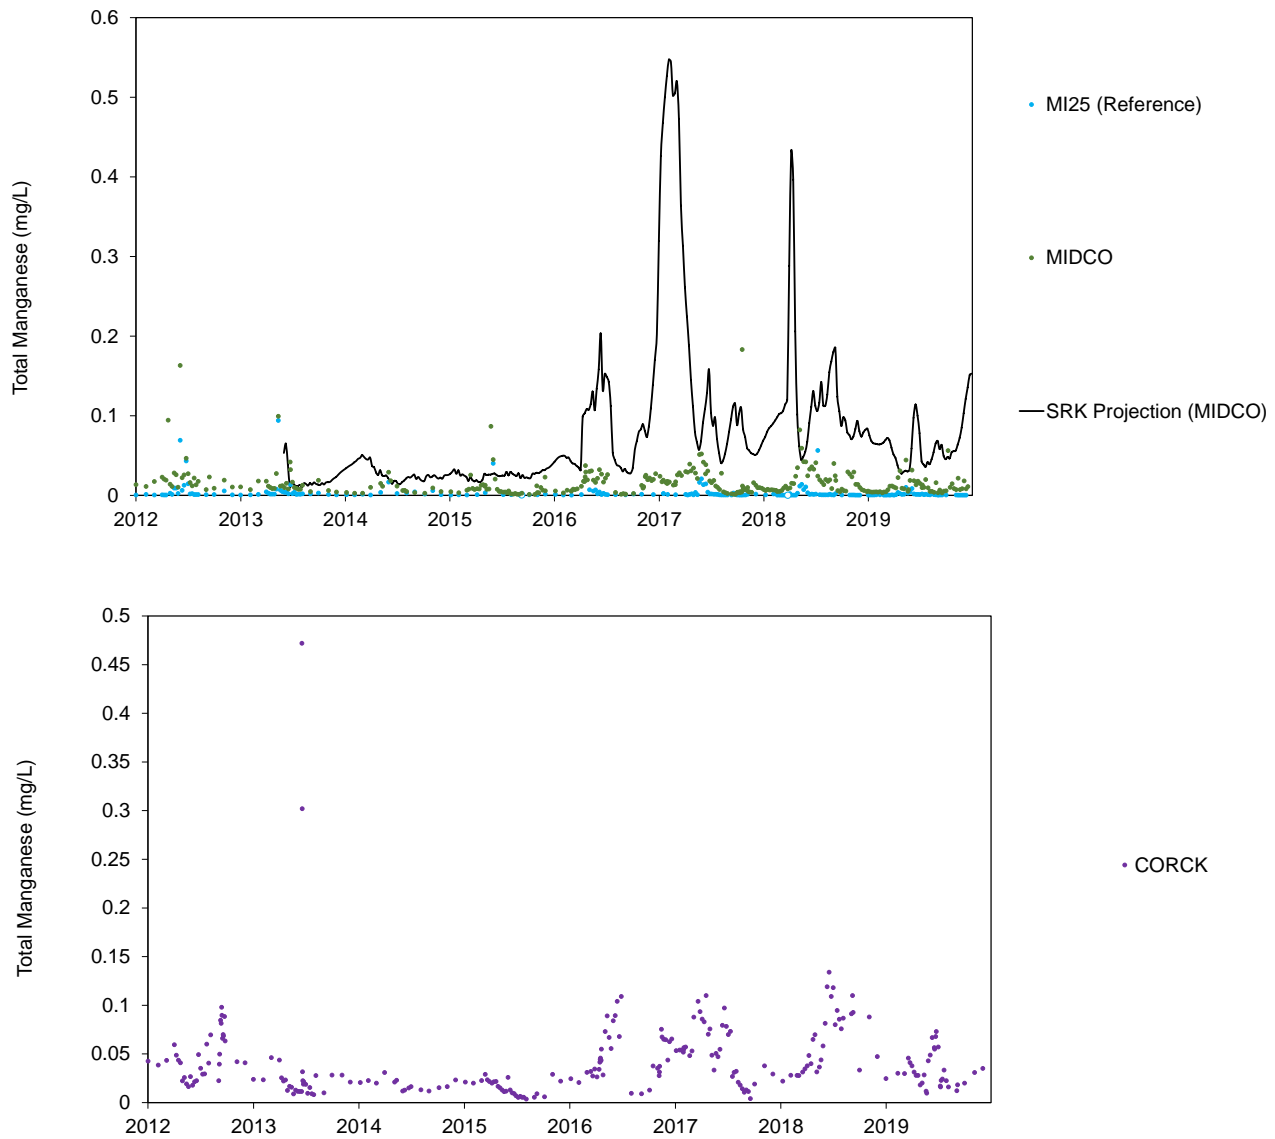 0.6
0.5
0.4
0.3
0.2
0.1
0
Total Manganese (mg/L)
2012 2013 2014 2015 2016 2017 2018 2019
MI25 (Reference)
MIDCO
SRK Projection (MIDCO)
0.5
0.45
0.4
0.35
0.3
0.25
0.2
0.15
0.1
0.05
0
Total Manganese (mg/L)
2012 2013 2014 2015 2016 2017 2018 2019
CORCK